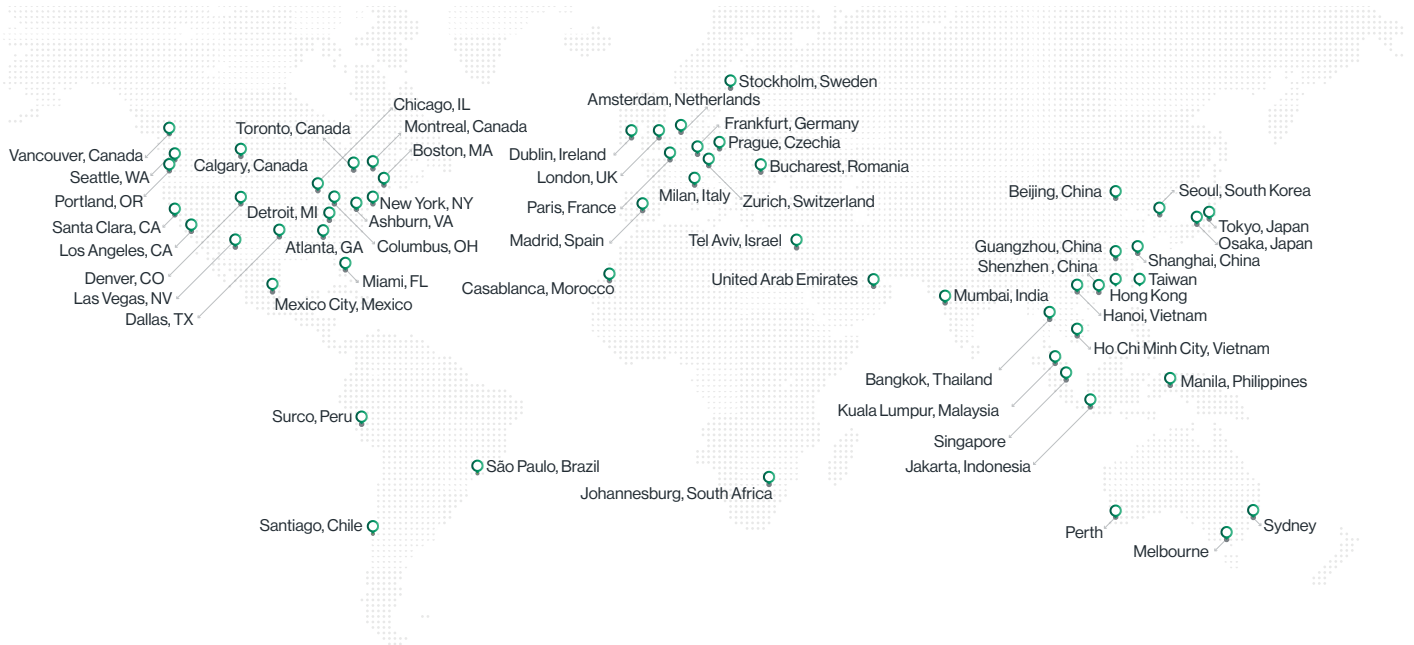 Stockholm, Sweden
Amsterdam, Netherlands
Chicago, IL
Toronto, Canada
Montreal, Canada
Frankfurt, Germany
Prague, Czechia
Boston, MA
Vancouver, Canada
Dublin, Ireland
Calgary, Canada
Bucharest, Romania
Seattle, WA
London, UK
Beijing, China
Seoul, South Korea
Milan, Italy
Portland, OR
Zurich, Switzerland
New York, NY
Paris, France
Detroit, MI
Ashburn, VA
Santa Clara, CA
Tokyo, Japan
Madrid, Spain
Tel Aviv, Israel
Osaka, Japan
Atlanta, GA
Columbus, OH
Guangzhou, China
Los Angeles, CA
Shanghai, China
Shenzhen , China
Denver, CO
Miami, FL
United Arab Emirates
Taiwan
Casablanca, Morocco
Mumbai, India
Hong Kong
Las Vegas, NV
Mexico City, Mexico
Hanoi, Vietnam
Dallas, TX
Ho Chi Minh City, Vietnam
Bangkok, Thailand
Manila, Philippines
Kuala Lumpur, Malaysia
Surco, Peru
Singapore
São Paulo, Brazil
Jakarta, Indonesia
Johannesburg, South Africa
Santiago, Chile
Sydney
Perth
Melbourne